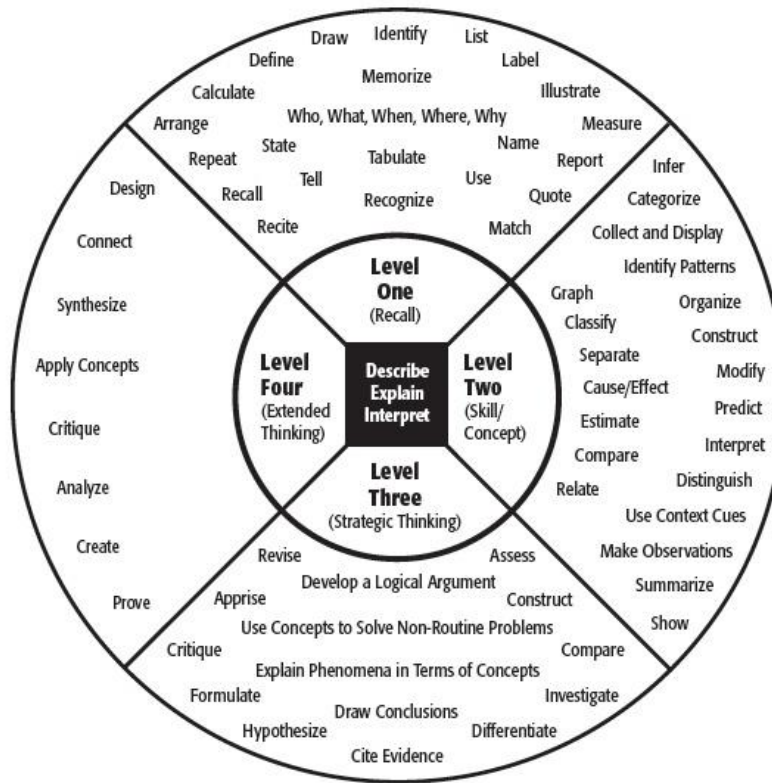 Draw
Identify
List
Define
Label
Memorize
Calculate
Illustrate
Arrange
Who, What, When, Where, Why
Measure
State
Name
Repeat
Tabulate
Report
Tell
Use
Recall
Recognize
Quote
Recite
Match
Level
One
(Recall)
Infer
Categorize
Collect and Display
Identify Patterns
Graph
Organize
Classify
Construct
Separate
Modify
Cause/Effect
Predict
Estimate
Interpret
Compare
Distinguish
Relate
Use Context Cues
Make Observations
Summarize
Show
Level
Two
(Skill/
Concept)
Describe
Explain
Interpret
Level
Three
(Strategic Thinking)
Revise
Assess
Develop a Logical Argument
Apprise
Construct
Use Concepts to Solve Non-Routine Problems
Critique
Compare
Explain Phenomena in Terms of Concepts
Formulate
Investigate
Draw Conclusions
Hypothesize
Differentiate
Cite Evidence
Level
Four
(Extended
Thinking)
Design
Connect
Synthesize
Apply Concepts
Critique
Analyze
Create
Prove